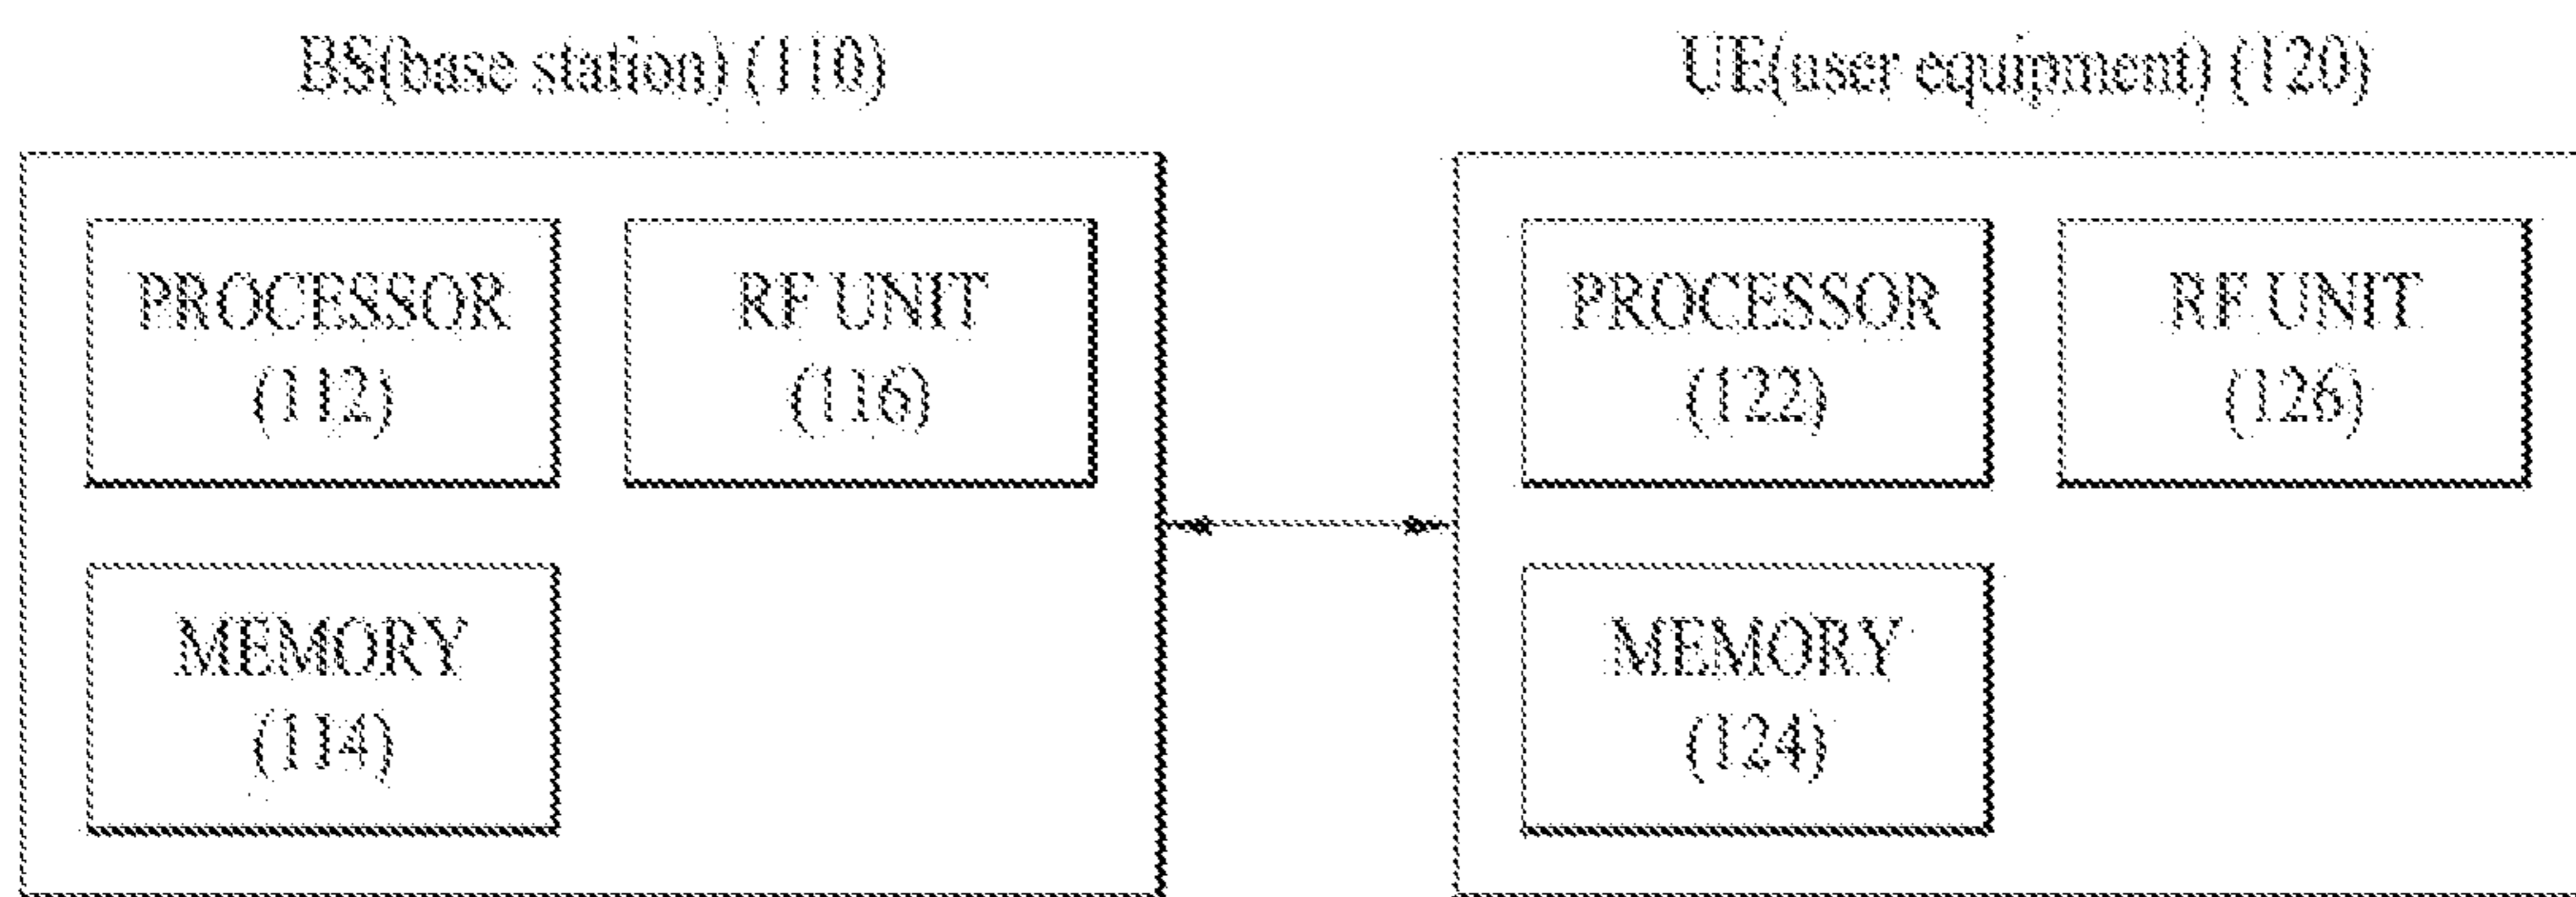 BS(base station) (110)
PROCESSOR
(112)
RF UNIT
(116)
MEMORY
(114)
UE(user equipment) (120)
PROCESSOR
(122)
RF UNIT
(126)
MEMORY
(124)